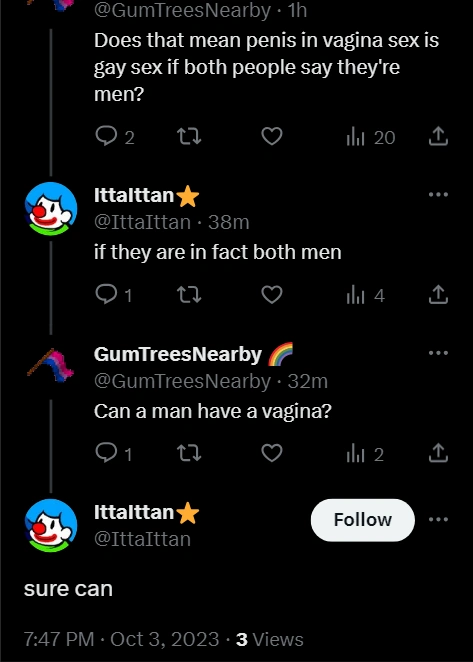 @GumTreesNearby · 1h
Does that mean penis in vagina sex is
gay sex if both people say they're
men?
2
20
IttaIttan⭐
@IttaIttan · 38m
if they are in fact both men
1
4
GumTreesNearby 🌈
@GumTreesNearby · 32m
Can a man have a vagina?
1
2
IttaIttan⭐
@IttaIttan
Follow
sure can
7:47 PM · Oct 3, 2023 · 3 Views